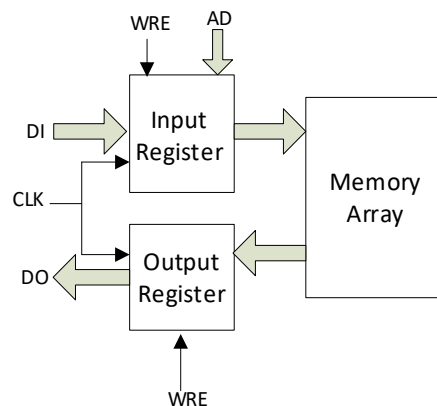 WRE
AD
DI
Input
Register
CLK
Memory
Array
DO
Output
Register
WRE